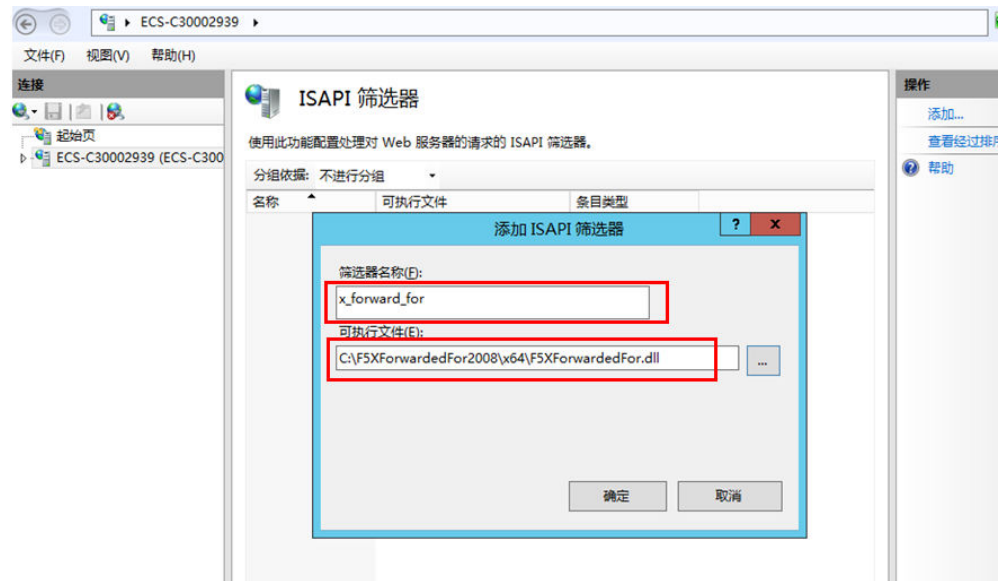 ECS-C30002939
文件(F) 视图(V) 帮助(H)
连接
起始页
ECS-C30002939 (ECS-C300
ISAPI 筛选器
使用此功能配置处理对 Web 服务器的请求的 ISAPI 筛选器。
分组依据: 不进行分组
名称 可执行文件 条目类型
添加 ISAPI 筛选器
? x
筛选器名称(F):
x_forward_for
可执行文件(E):
C:\F5XForwardedFor2008\x64\F5XForwardedFor.dll
...
确定 取消
操作
添加...
查看经过排序
帮助